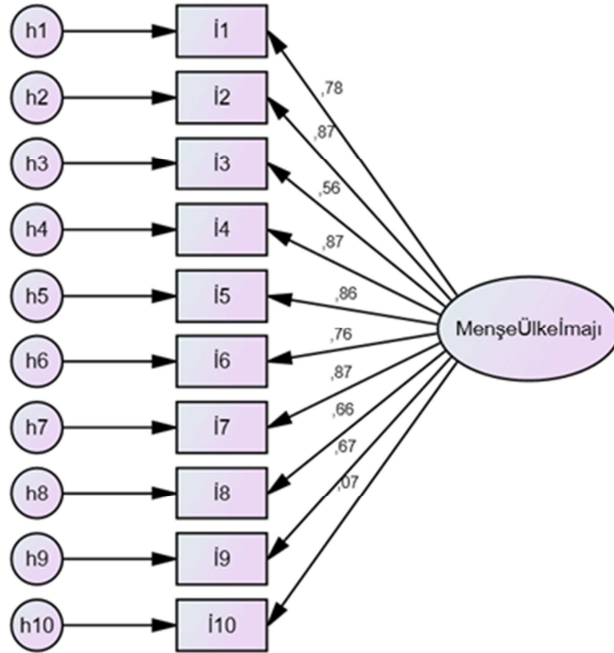 h1
İ1
,78
h2
İ2
,87
h3
İ3
,56
h4
İ4
,87
h5
İ5
,86
MenşeÜlkeİmajı
h6
İ6
,76
h7
İ7
,87
h8
İ8
,66
h9
İ9
,67
h10
İ10
,07